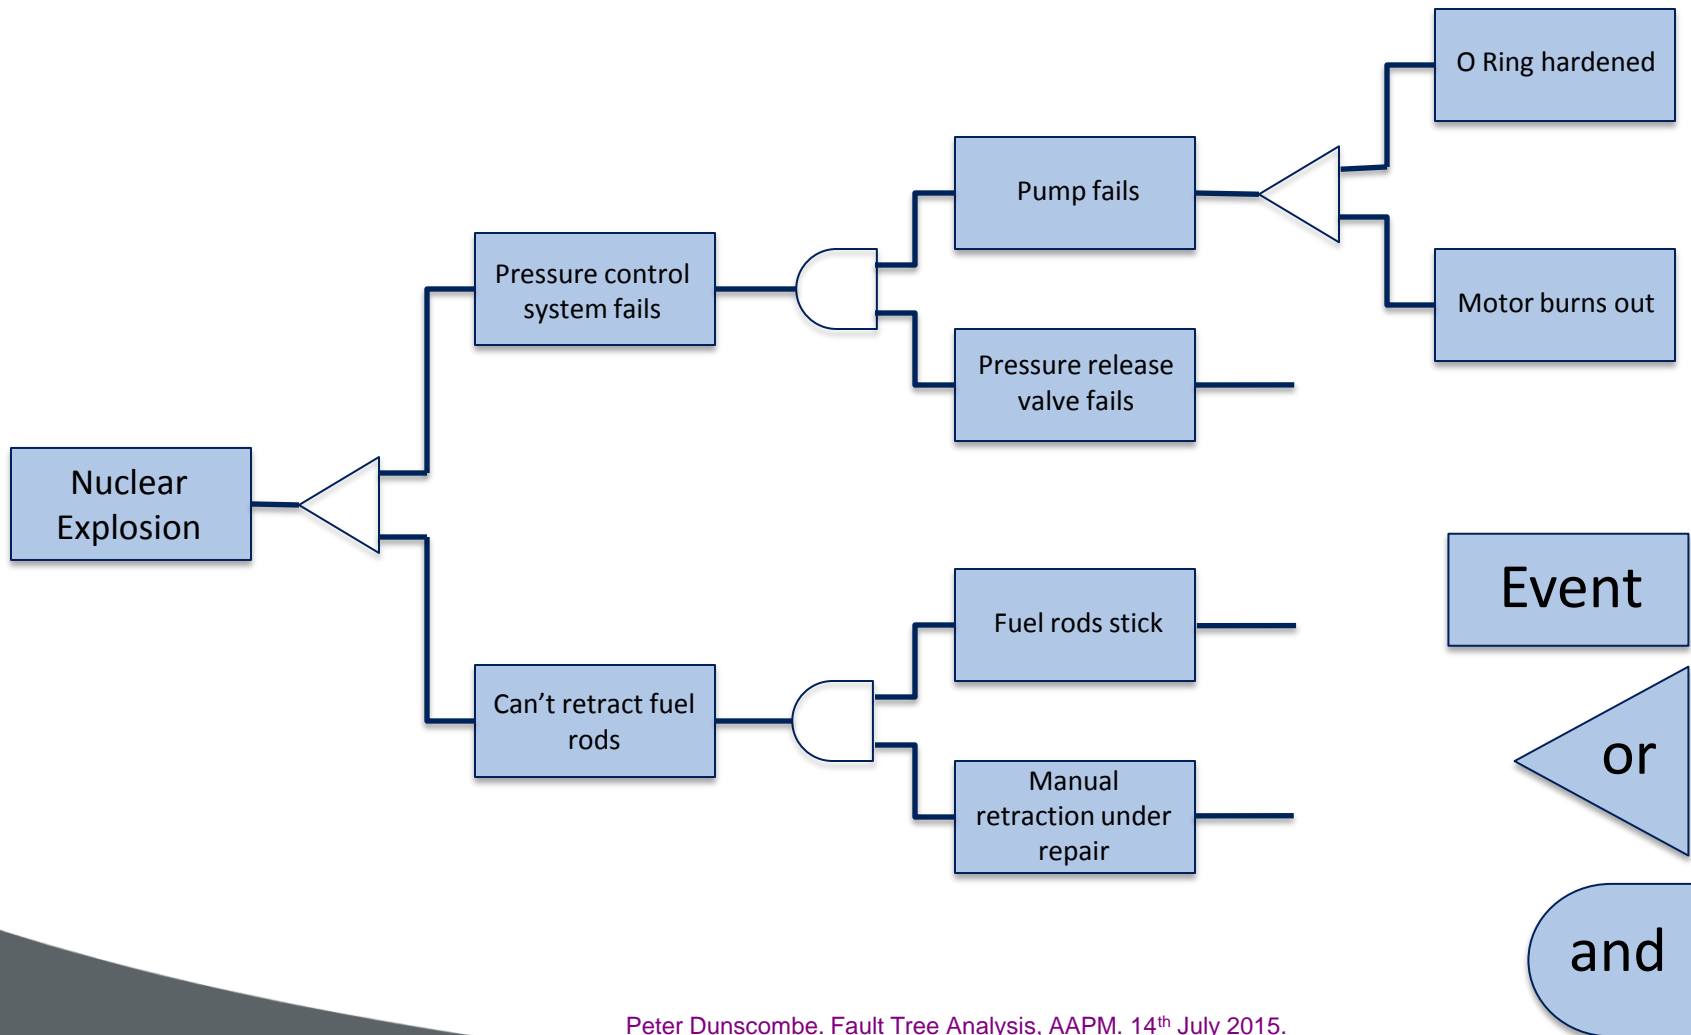 O Ring hardened
Pump fails
Pressure control
system fails
Motor burns out
Pressure release
valve fails
Nuclear
Explosion
Event
Fuel rods stick
Can’t retract fuel
rods
or
Manual
retraction under
repair
and
Peter Dunscombe. Fault Tree Analysis, AAPM. 14th July 2015.